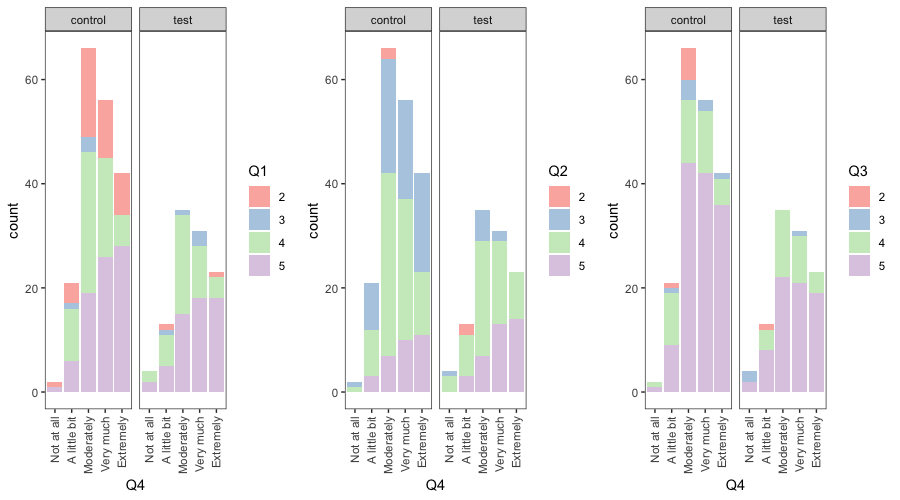 control test
count
60
40
20
0
Not at all
A little bit
Moderately
Very much
Extremely
Not at all
A little bit
Moderately
Very much
Extremely
Q4
Q1
2
3
4
5
control test
count
60
40
20
0
Not at all
A little bit
Moderately
Very much
Extremely
Not at all
A little bit
Moderately
Very much
Extremely
Q4
Q2
2
3
4
5
control test
count
60
40
20
0
Not at all
A little bit
Moderately
Very much
Extremely
Not at all
A little bit
Moderately
Very much
Extremely
Q4
Q3
2
3
4
5